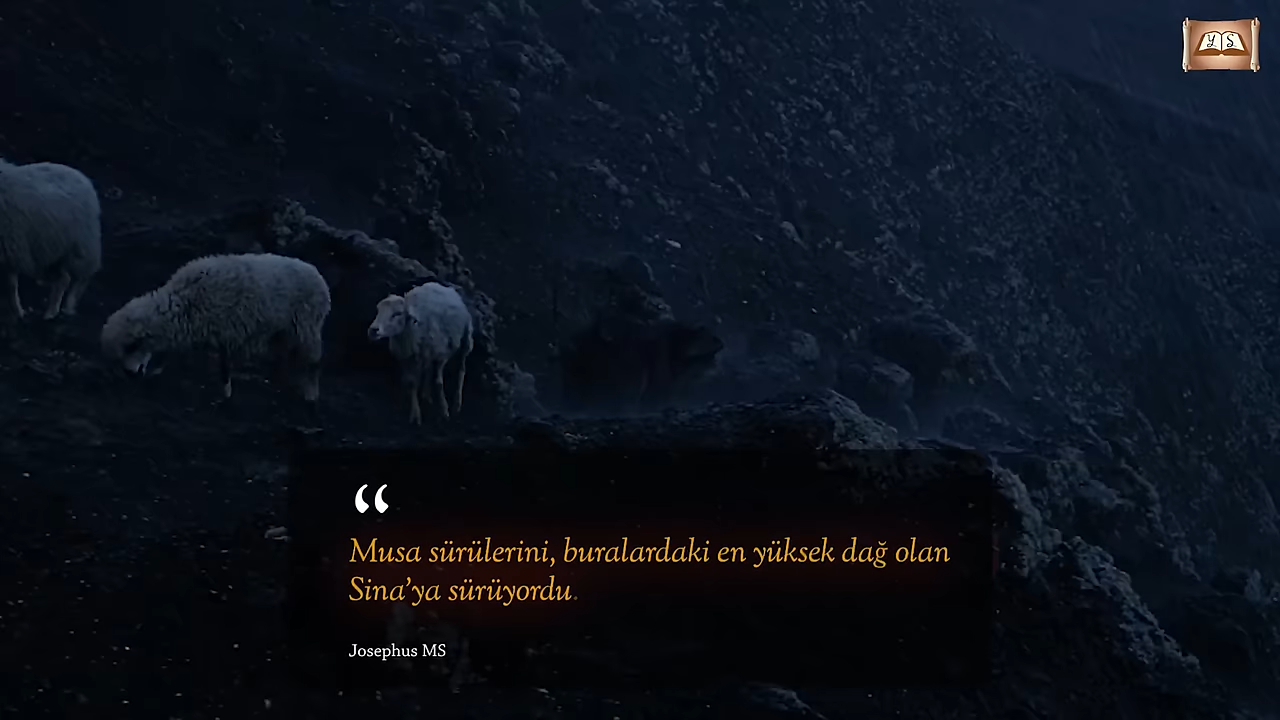 Y S
“
Musa sürülerini, buralardaki en yüksek dağ olan
Sina’ya sürüyordu.
Josephus MS